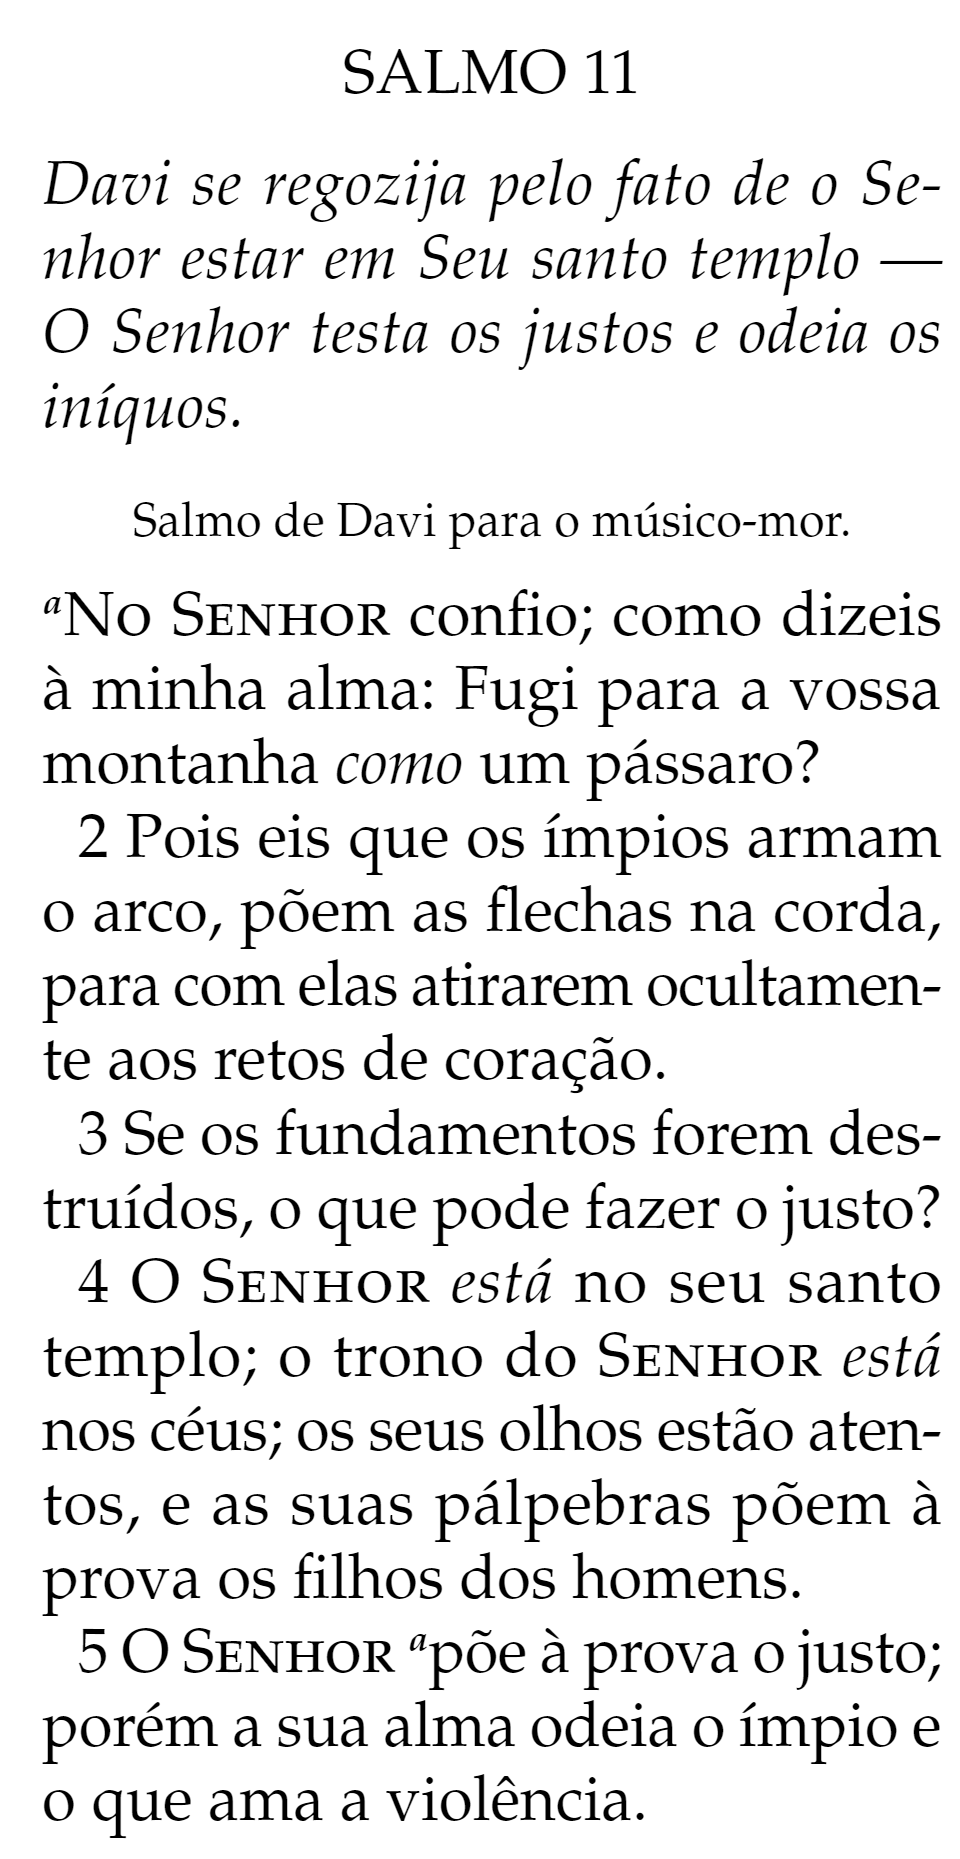 SALMO 11
Davi se regozija pelo fato de o Se-
nhor estar em Seu santo templo —
O Senhor testa os justos e odeia os
iníquos.
Salmo de Davi para o músico-mor.
aNo SENHOR confio; como dizeis
à minha alma: Fugi para a vossa
montanha como um pássaro?
2 Pois eis que os ímpios armam
o arco, põem as flechas na corda,
para com elas atirarem ocultamen-
te aos retos de coração.
3 Se os fundamentos forem des-
truídos, o que pode fazer o justo?
4 O SENHOR está no seu santo
templo; o trono do SENHOR está
nos céus; os seus olhos estão aten-
tos, e as suas pálpebras põem à
prova os filhos dos homens.
5 O SENHOR apõe à prova o justo;
porém a sua alma odeia o ímpio e
o que ama a violência.